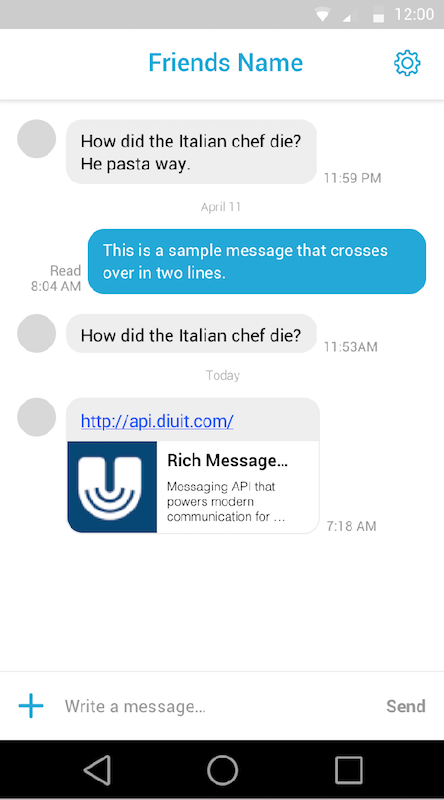 12:00
Friends Name
How did the Italian chef die?
He pasta way.
11:59 PM
April 11
This is a sample message that crosses
over in two lines.
Read
8:04 AM
How did the Italian chef die?
11:53AM
Today
http://api.diuit.com/
Rich Message...
Messaging API that
powers modern
communication for ...
7:18 AM
Write a message...
Send